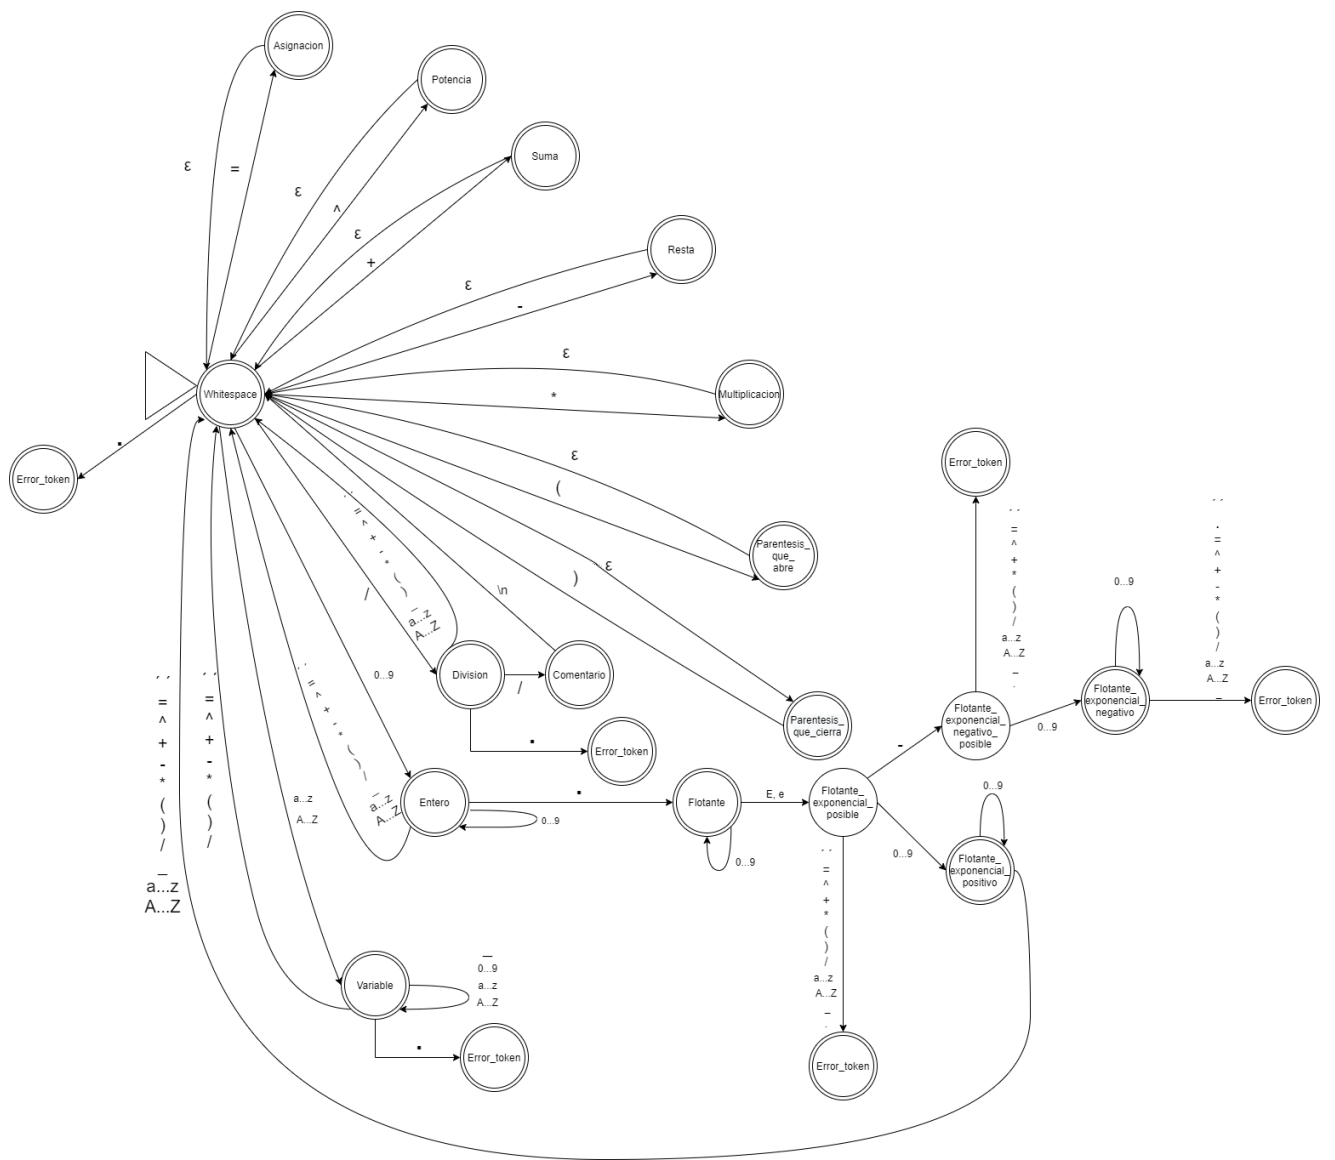 Asignacion
Potencia
ε
=
Suma
ε
^
ε
+
Resta
ε
-
Whitespace
ε
Multiplicacion
*
.
Error_token
ε
(
Parentesis_
que_
abre
ε
)
Parentesis_
que_cierra
´ ´
=
^
+
-
*
(
)
_
a...z
A...Z
/
\n
Division
/
Comentario
.
Error_token
0...9
´ ´
=
^
+
-
*
(
)
/
_
a...z
A...Z
Entero
0...9
.
Flotante
0...9
E, e
Flotante_
exponencial_
posible
-
Flotante_
exponencial_
negativo_
posible
Error_token
´ ´
=
^
+
*
(
)
/
a...z
A...Z
_
.
0...9
Flotante_
exponencial_
negativo
0...9
´ ´
.
=
^
+
-
*
(
)
/
a...z
A...Z
_
Error_token
0...9
Flotante_
exponencial_
positivo
0...9
´ ´
=
^
+
*
(
)
/
a...z
A...Z
_
.
Error_token
´ ´
=
^
+
-
*
(
)
/
_
a...z
A...Z
´ ´
=
^
+
-
*
(
)
/
a...z
A...Z
Variable
_
0...9
a...z
A...Z
.
Error_token